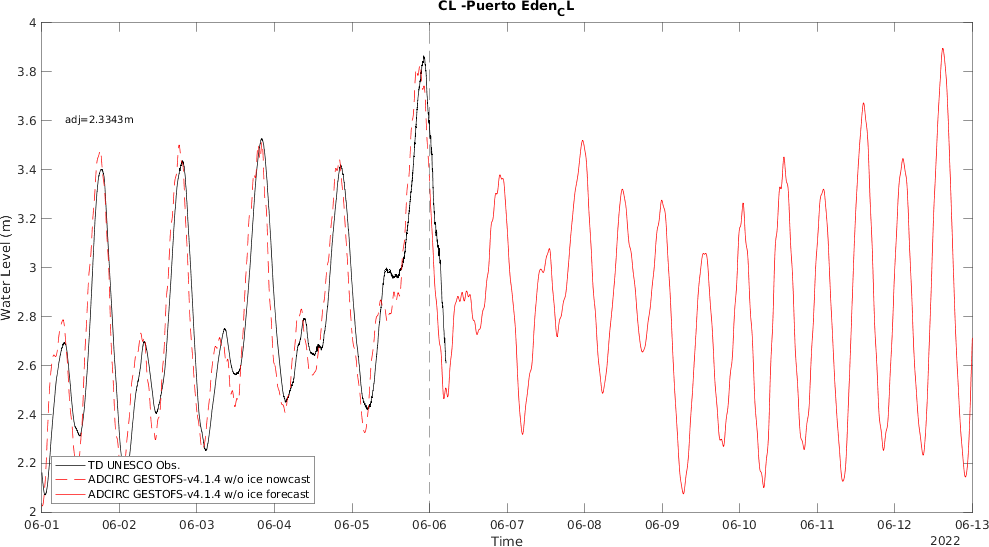 CL -Puerto Eden_CL
4
3.8
3.6
3.4
3.2
3
2.8
2.6
2.4
2.2
2
Water Level (m)
adj=2.3343m
TD UNESCO Obs.
ADCIRC GESTOFS-v4.1.4 w/o ice nowcast
ADCIRC GESTOFS-v4.1.4 w/o ice forecast
06-01 06-02 06-03 06-04 06-05 06-06 06-07 06-08 06-09 06-10 06-11 06-12 06-13
Time
2022